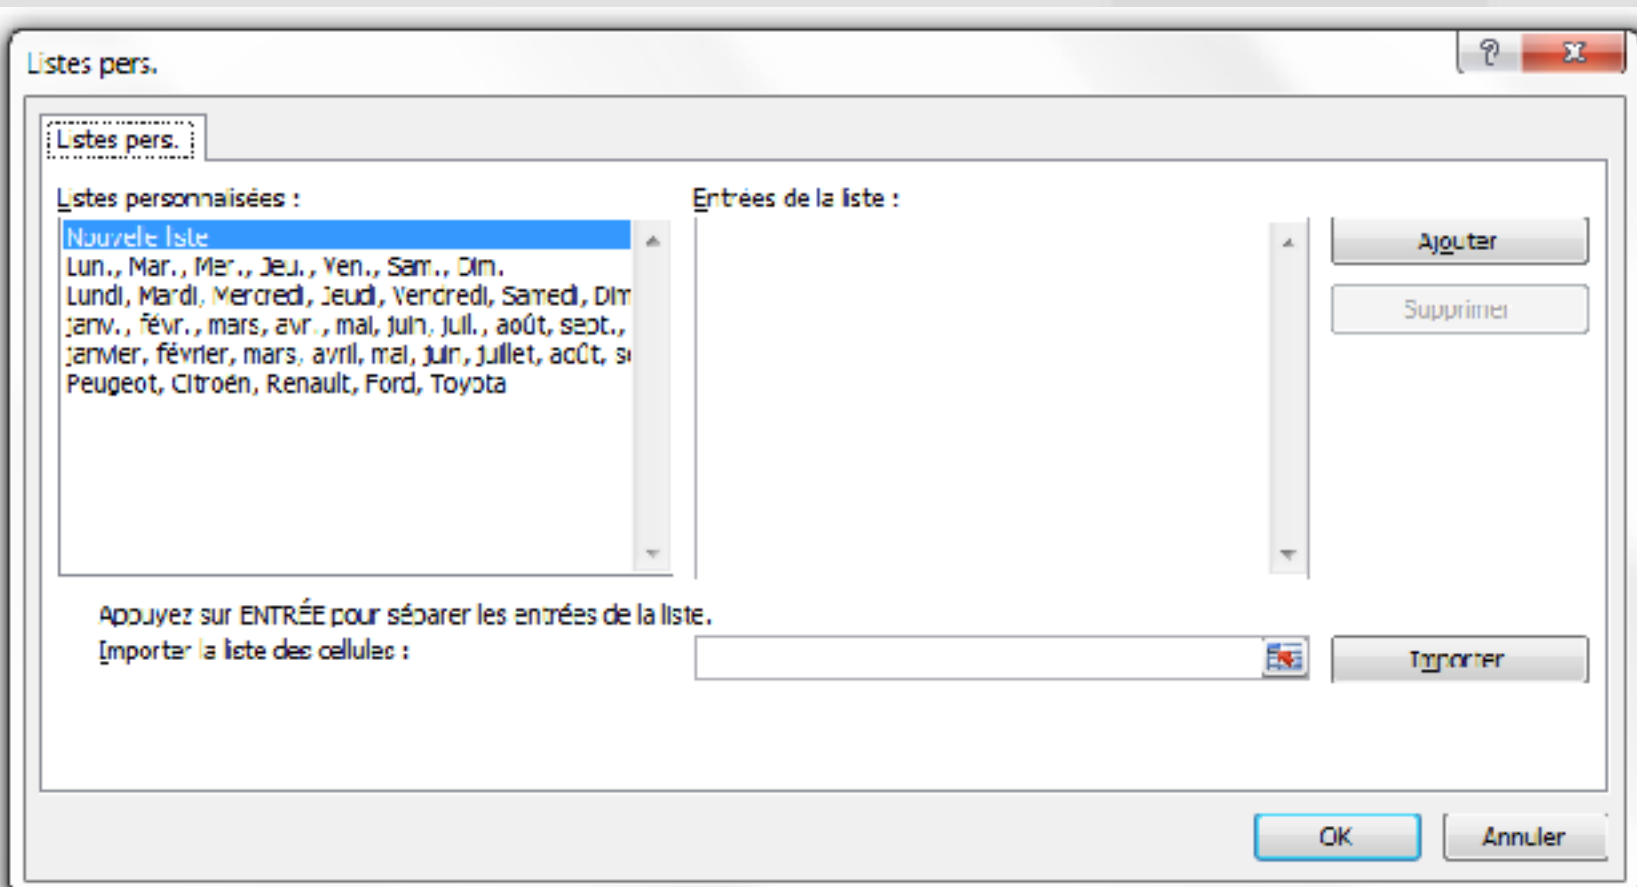 Listes pers.
Listes pers.
Listes personnalisées :
Nouvelle liste
Lun., Mar., Mer., Jeu., Ven., Sam., Dim.
Lundi, Mardi, Mercredi, Jeudi, Vendredi, Samedi, Dim
janv., févr., mars, avr., mai, juin, juil., août, sept.,
janvier, février, mars, avril, mai, juin, juillet, août, s
Peugeot, Citroën, Renault, Ford, Toyota
Entrées de la liste :
Ajouter
Supprimer
Appuyez sur ENTRÉE pour séparer les entrées de la liste.
Importer la liste des cellules :
Importer
OK
Annuler